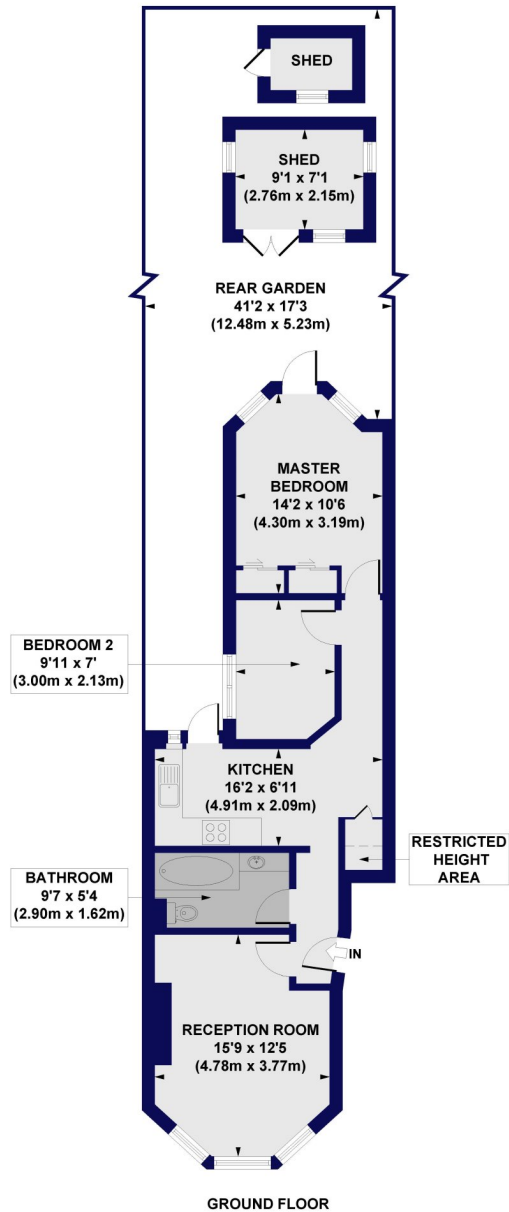 SHED
SHED
9'1 x 7'1
(2.76m x 2.15m)
REAR GARDEN
41'2 x 17'3
(12.48m x 5.23m)
MASTER
BEDROOM
14'2 x 10'6
(4.30m x 3.19m)
BEDROOM 2
9'11 x 7'
(3.00m x 2.13m)
KITCHEN
16'2 x 6'11
(4.91m x 2.09m)
RESTRICTED
HEIGHT
AREA
BATHROOM
9'7 x 5'4
(2.90m x 1.62m)
IN
RECEPTION ROOM
15'9 x 12'5
(4.78m x 3.77m)
GROUND FLOOR